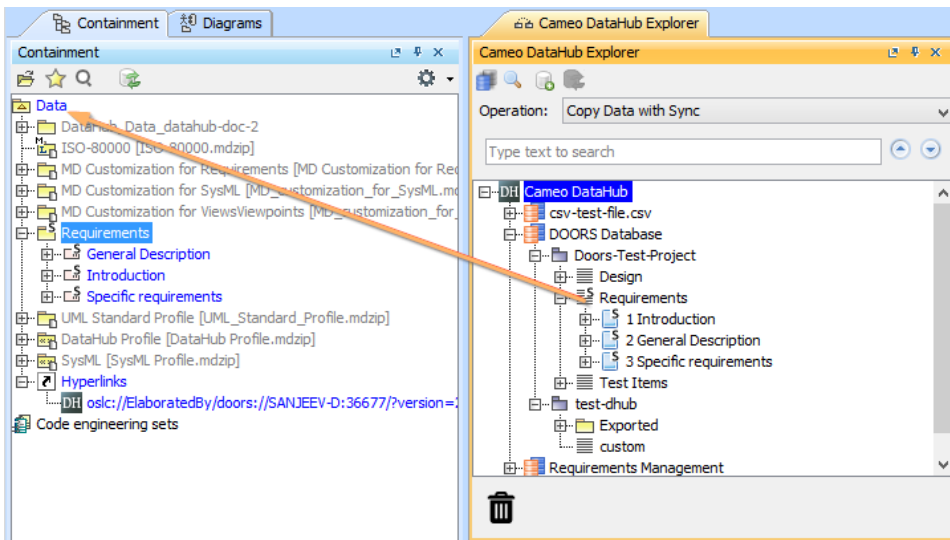 Containment
Diagrams
Containment
Data
DataHub_Data_datahub-doc-2
ISO-80000 [ISO-80000.mdzip]
MD Customization for Requirements [MD Customization for Rec
MD Customization for SysML [MD_customization_for_SysML.m
MD Customization for ViewsViewpoints [MD_customization_for_
Requirements
General Description
Introduction
Specific requirements
UML Standard Profile [UML_Standard_Profile.mdzip]
DataHub Profile [DataHub Profile.mdzip]
SysML [SysML Profile.mdzip]
Hyperlinks
DH oslc://ElaboratedBy/doors://SANJEEV-D:36677/?version=2
Code engineering sets
Cameo DataHub Explorer
Cameo DataHub Explorer
Operation: Copy Data with Sync
Type text to search
DH Cameo DataHub
csv-test-file.csv
DOORS Database
Doors-Test-Project
Design
Requirements
1 Introduction
2 General Description
3 Specific requirements
Test Items
test-dhub
Exported
custom
Requirements Management